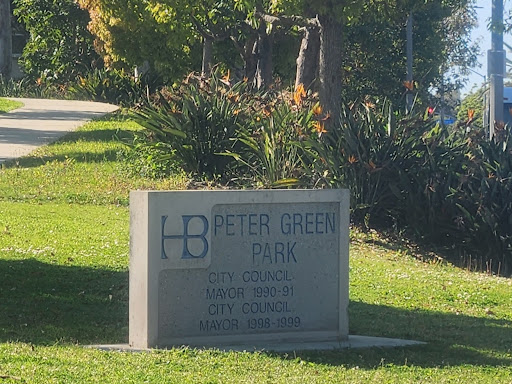 HB PETER GREEN
PARK
CITY COUNCIL
MAYOR 1990-91
CITY COUNCIL
MAYOR 1998-1999